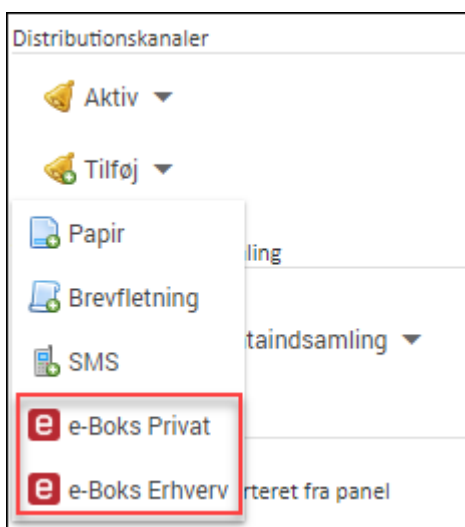 Distributionskanaler
Aktiv
Tilføj
Papir
ling
Brevfletning
taindsamling
SMS
e-Boks Privat
e-Boks Erhverv
rteret fra panel